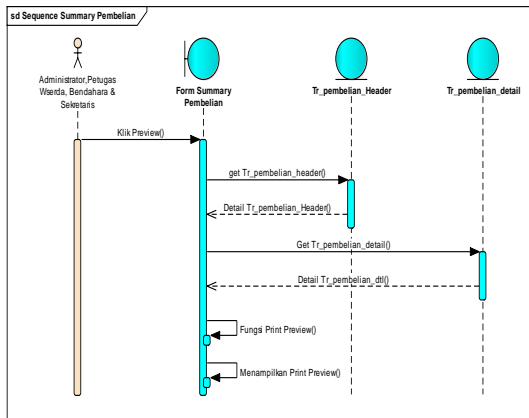 sd Sequence Summary Pembelian
Administrator,Petugas
Wserda, Bendahara &
Sekretaris
Form Summary
Pembelian
Tr_pembelian_Header
Tr_pembelian_detail
Klik Preview()
get Tr_pembelian_header()
Detail Tr_pembelian_Header()
Get Tr_pembelian_detail()
Detail Tr_pembelian_dtl()
Fungsi Print Preview()
Menampilkan Print Preview()